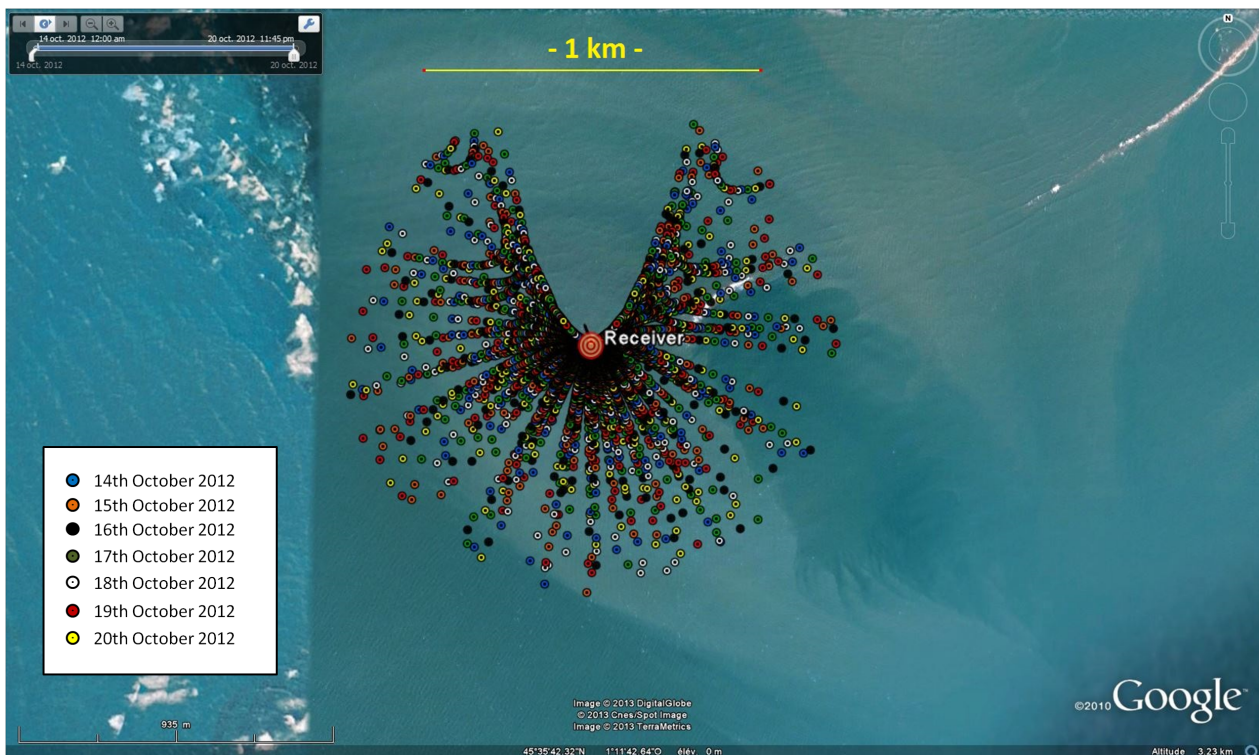 14 oct. 2012 12:00 am 20 oct. 2012 11:45 pm
14 oct. 2012 20 oct. 2012
- 1 km -
N
Receiver
14th October 2012
15th October 2012
16th October 2012
17th October 2012
18th October 2012
19th October 2012
20th October 2012
935 m
Image © 2013 DigitalGlobe
© 2013 Cnes/Spot Image
Image © 2013 TerraMetrics
©2010 Google™
45°35'42.32"N 1°11'42.64"O élév 0 m Altitude 3.23 km